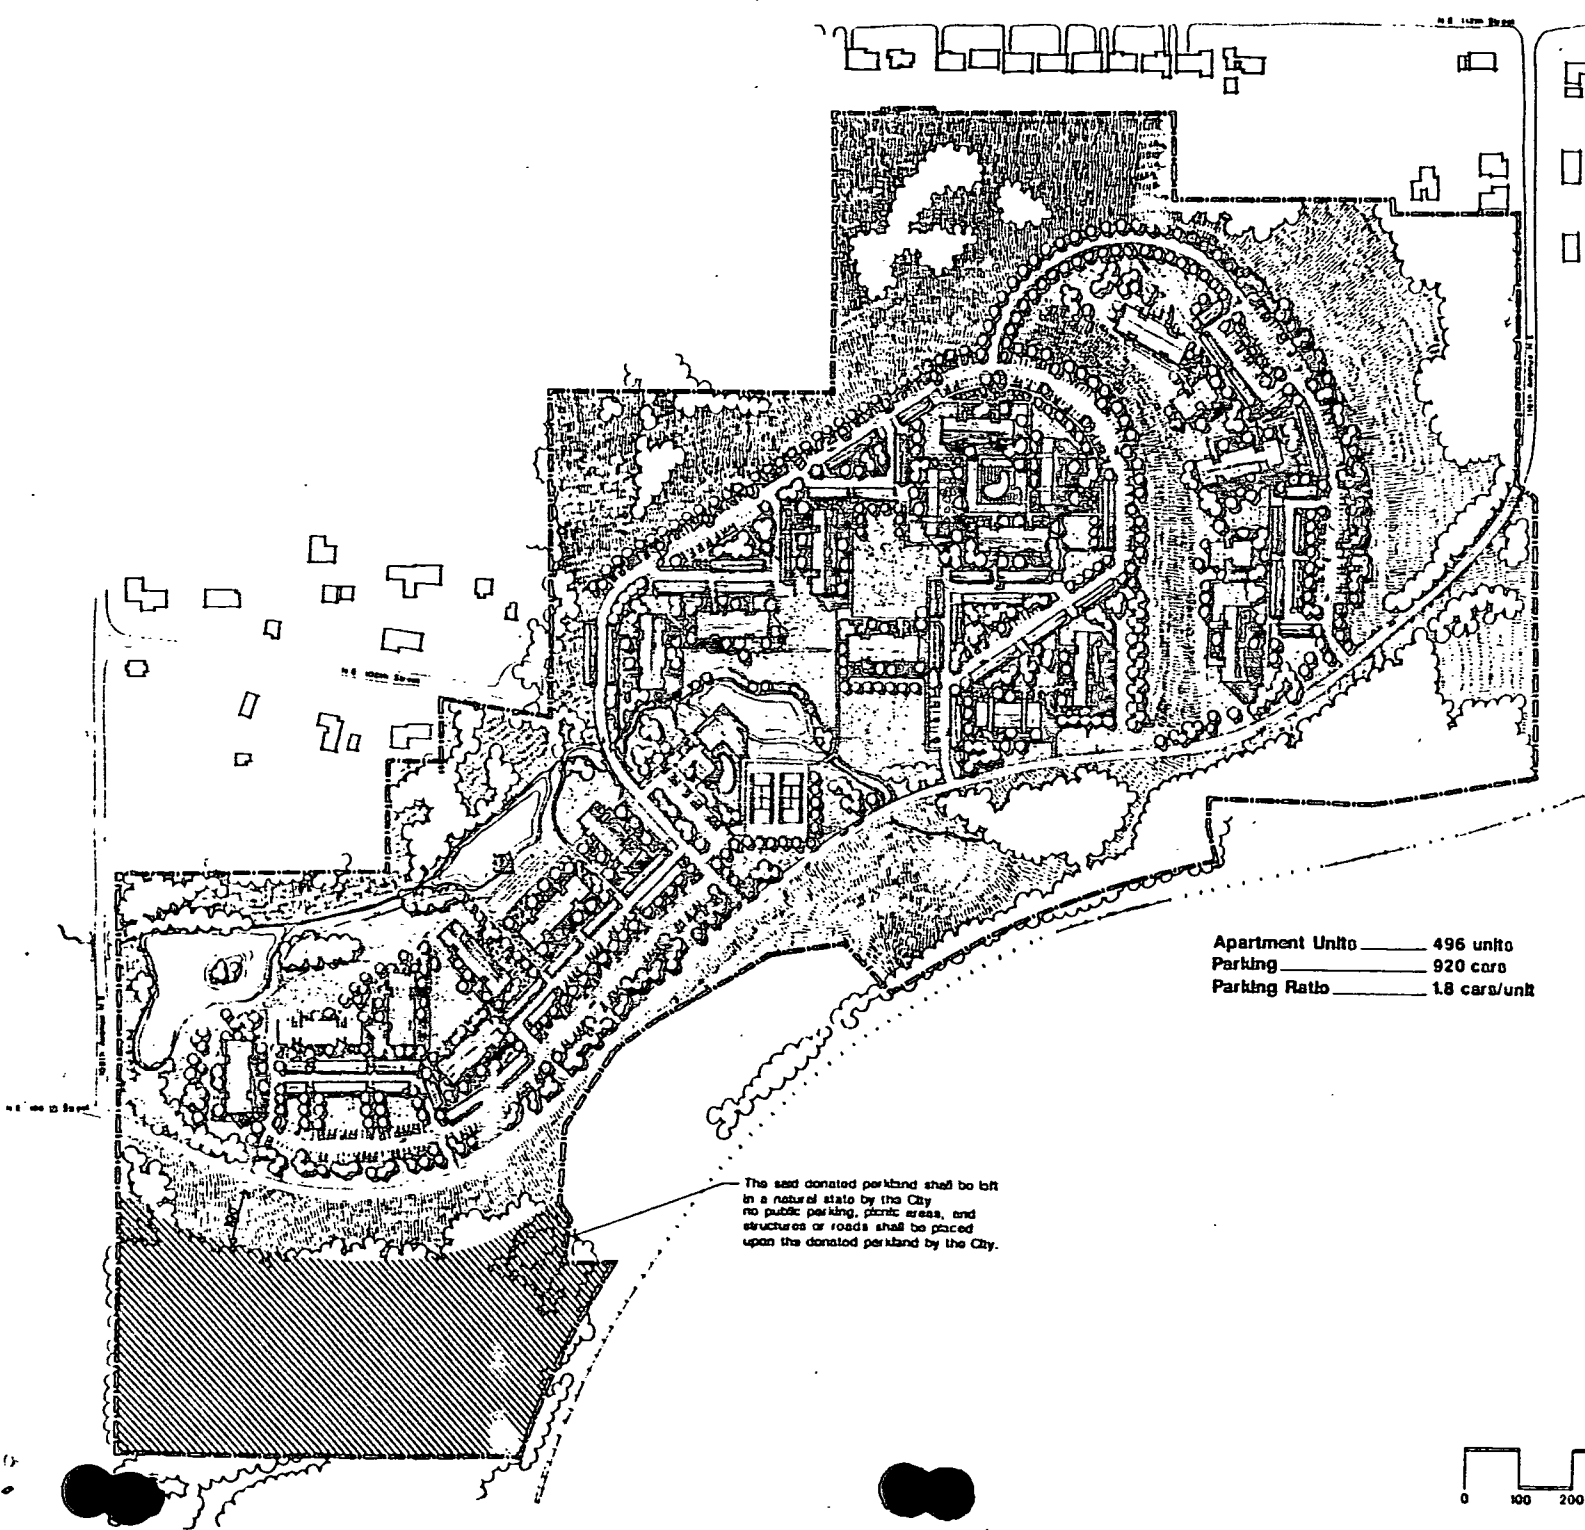 Apartment Units 496 units
Parking 920 cars
Parking Ratio 1.8 cars/unit
The said donated parkland shall be left
in a natural state by the City
no public parking, picnic areas, and
structures or roads shall be placed
upon the donated parkland by the City.
100'
0 100 200